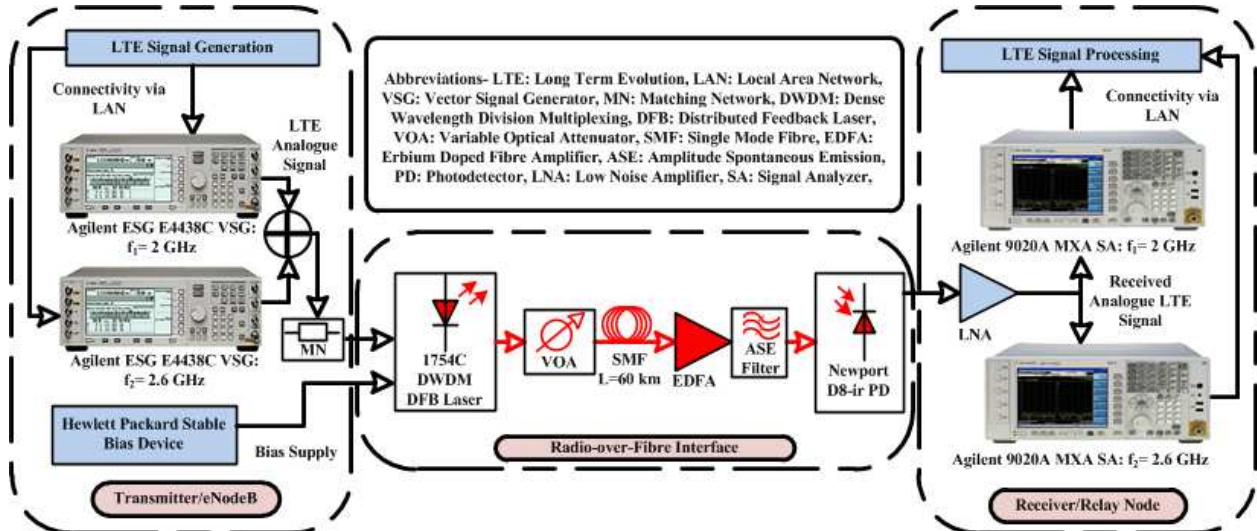 LTE Signal Generation
Connectivity via
LAN
LTE
Analogue
Signal
Agilent ESG E4438C VSG:
f1= 2 GHz
Agilent ESG E4438C VSG:
f2= 2.6 GHz
MN
Hewlett Packard Stable
Bias Device
Bias Supply
Transmitter/eNodeB
Abbreviations- LTE: Long Term Evolution, LAN: Local Area Network,
VSG: Vector Signal Generator, MN: Matching Network, DWDM: Dense
Wavelength Division Multiplexing, DFB: Distributed Feedback Laser,
VOA: Variable Optical Attenuator, SMF: Single Mode Fibre, EDFA:
Erbium Doped Fibre Amplifier, ASE: Amplitude Spontaneous Emission,
PD: Photodetector, LNA: Low Noise Amplifier, SA: Signal Analyzer,
1754C
DWDM
DFB Laser
VOA
SMF
L=60 km
EDFA
ASE
Filter
Newport
D8-ir PD
Radio-over-Fibre Interface
LTE Signal Processing
Connectivity via
LAN
Agilent 9020A MXA SA: f1= 2 GHz
Received
Analogue LTE
Signal
LNA
Agilent 9020A MXA SA: f2= 2.6 GHz
Receiver/Relay Node